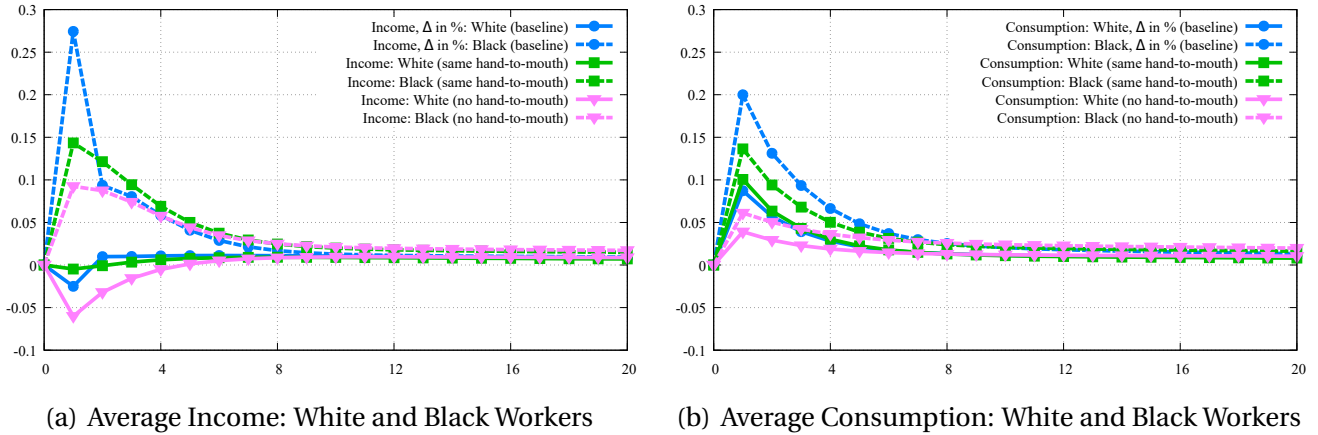 0.3
0.25
0.2
0.15
0.1
0.05
0
-0.05
-0.1
0 4 8 12 16 20
Income, Δ in %: White (baseline)
Income, Δ in %: Black (baseline)
Income: White (same hand-to-mouth)
Income: Black (same hand-to-mouth)
Income: White (no hand-to-mouth)
Income: Black (no hand-to-mouth)
(a) Average Income: White and Black Workers
0.3
0.25
0.2
0.15
0.1
0.05
0
-0.05
-0.1
0 4 8 12 16 20
Consumption: White, Δ in % (baseline)
Consumption: Black, Δ in % (baseline)
Consumption: White (same hand-to-mouth)
Consumption: Black (same hand-to-mouth)
Consumption: White (no hand-to-mouth)
Consumption: Black (no hand-to-mouth)
(b) Average Consumption: White and Black Workers